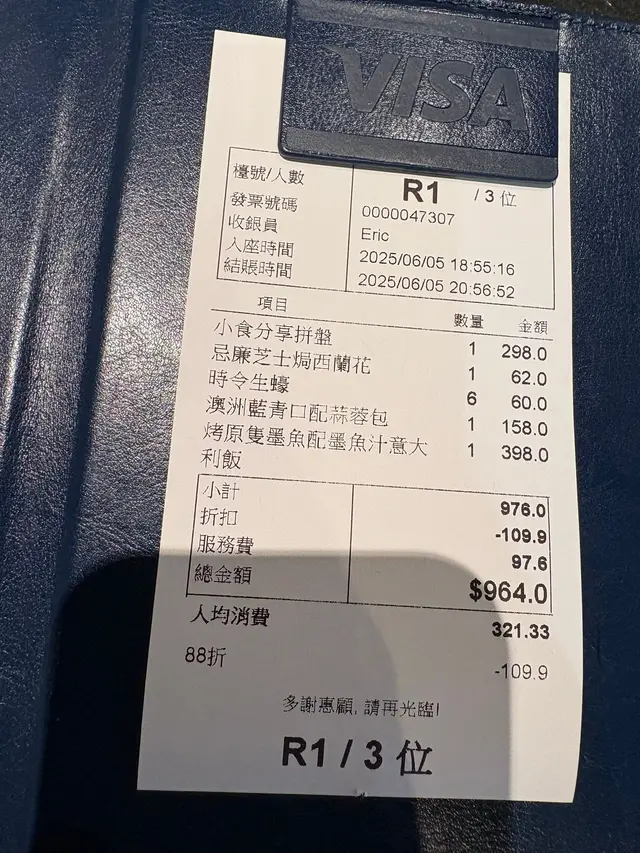 VISA
檯號/人數 R1 / 3 位
發票號碼 0000047307
收銀員 Eric
入座時間 2025/06/05 18:55:16
結賬時間 2025/06/05 20:56:52
項目 數量 金額
小食分享拼盤 1 298.0
忌廉芝士焗西蘭花 1 62.0
時令生蠔 6 60.0
澳洲藍青口配蒜蓉包 1 158.0
烤原隻墨魚配墨魚汁意大 1 398.0
利飯
小計 976.0
折扣 -109.9
服務費 97.6
總金額 $964.0
人均消費 321.33
88折 -109.9
多謝惠顧, 請再光臨!
R1 / 3 位